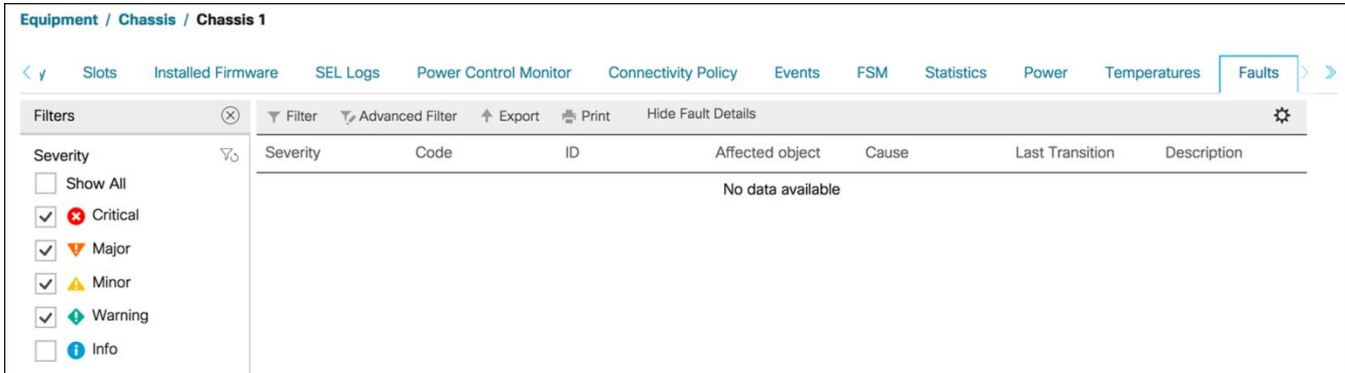 Equipment / Chassis / Chassis 1
y Slots Installed Firmware SEL Logs Power Control Monitor Connectivity Policy Events FSM Statistics Power Temperatures Faults
Filters Filter Advanced Filter Export Print Hide Fault Details
Severity Severity Code ID Affected object Cause Last Transition Description
Show All No data available
Critical
Major
Minor
Warning
Info